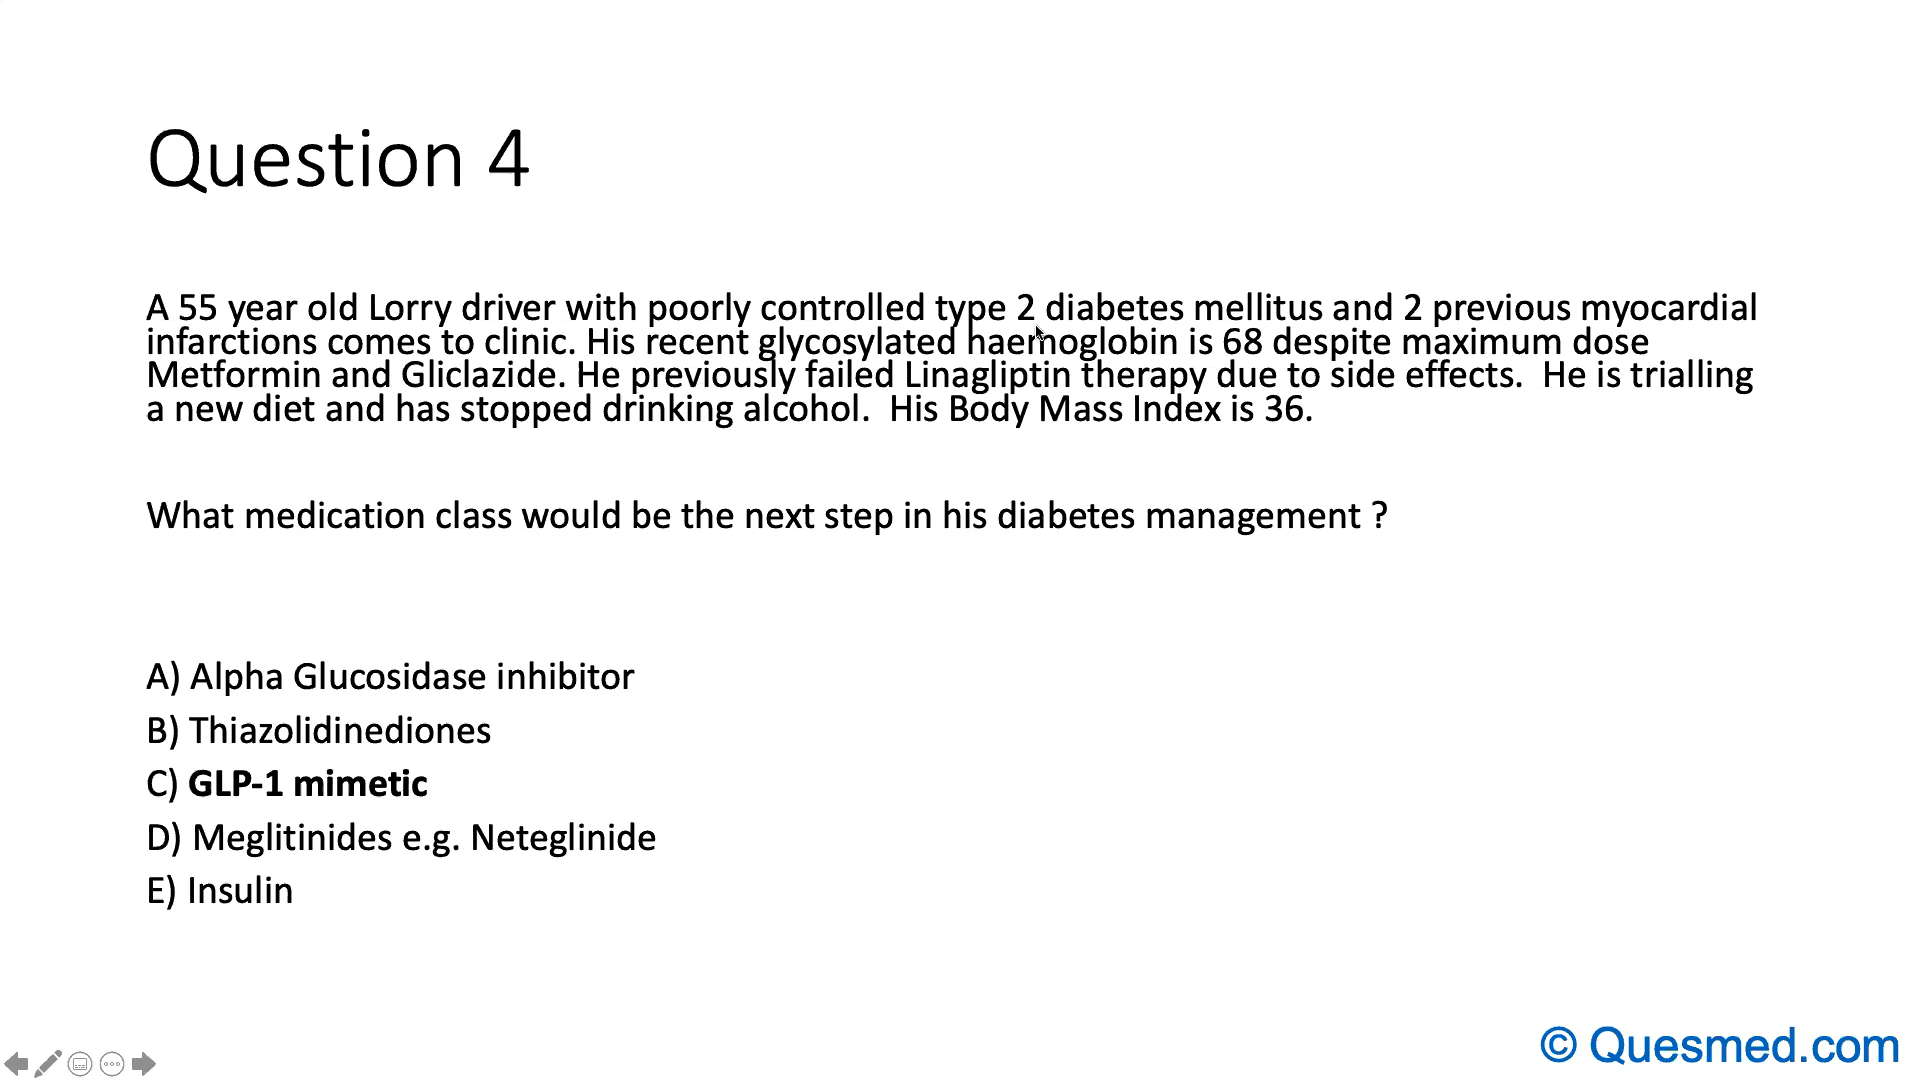 Question 4
A 55 year old Lorry driver with poorly controlled type 2 diabetes mellitus and 2 previous myocardial
infarctions comes to clinic. His recent glycosylated haemoglobin is 68 despite maximum dose
Metformin and Gliclazide. He previously failed Linagliptin therapy due to side effects.  He is trialling
a new diet and has stopped drinking alcohol.  His Body Mass Index is 36.
What medication class would be the next step in his diabetes management ?
A) Alpha Glucosidase inhibitor
B) Thiazolidinediones
C) GLP-1 mimetic
D) Meglitinides e.g. Neteglinide
E) Insulin
© Quesmed.com